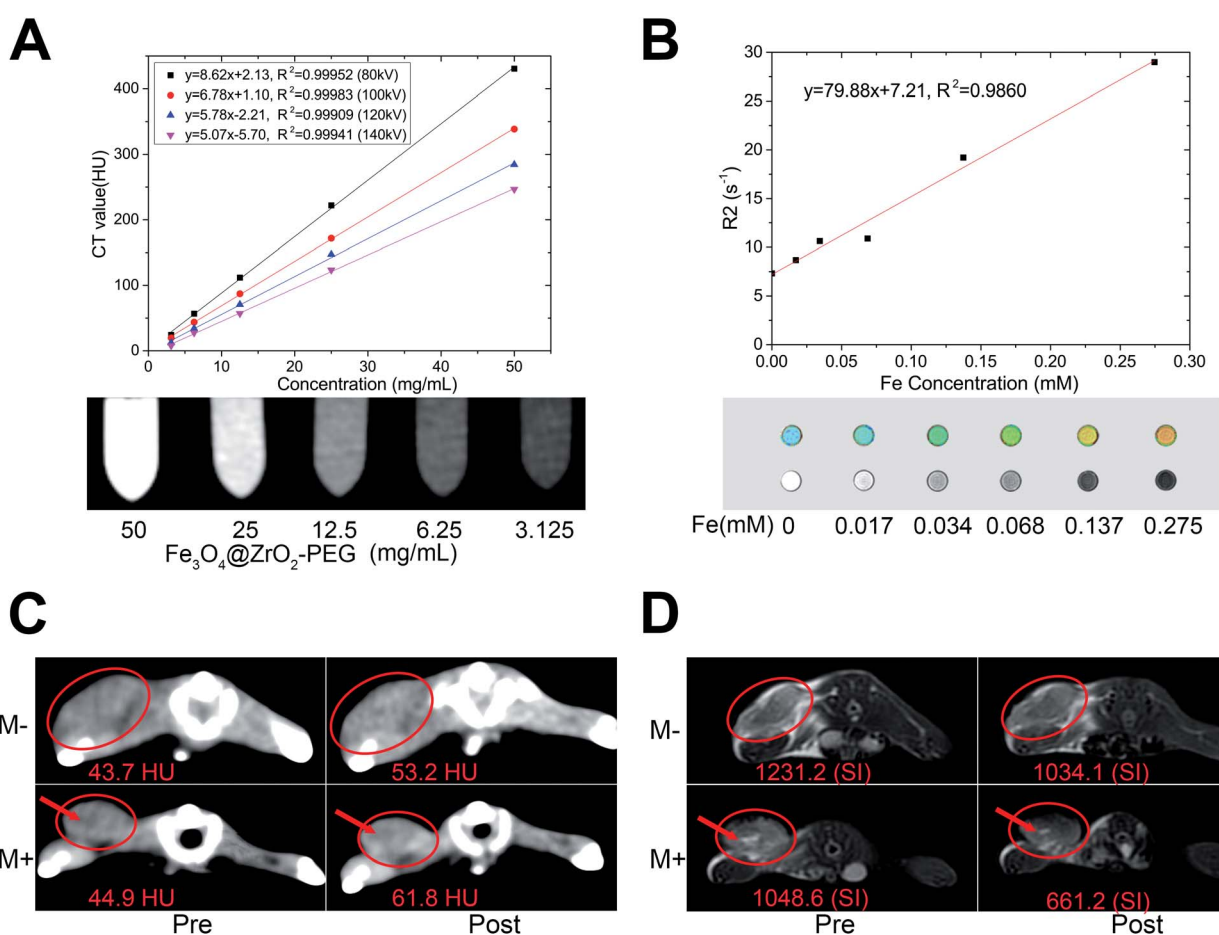 A
y=8.62x+2.13, R²=0.99952 (80kV)
y=6.78x+1.10, R²=0.99983 (100kV)
y=5.78x-2.21, R²=0.99909 (120kV)
y=5.07x-5.70, R²=0.99941 (140kV)
CT value(HU)
400
300
200
100
0
0 10 20 30 40 50
Concentration (mg/mL)
50 25 12.5 6.25 3.125
Fe₃O₄@ZrO₂-PEG (mg/mL)
B
y=79.88x+7.21, R²=0.9860
R2 (s⁻¹)
30
25
20
15
10
5
0
0.00 0.05 0.10 0.15 0.20 0.25 0.30
Fe Concentration (mM)
Fe(mM) 0 0.017 0.034 0.068 0.137 0.275
C
M-
43.7 HU 53.2 HU
M+
44.9 HU 61.8 HU
Pre Post
D
M-
1231.2 (SI) 1034.1 (SI)
M+
1048.6 (SI) 661.2 (SI)
Pre Post